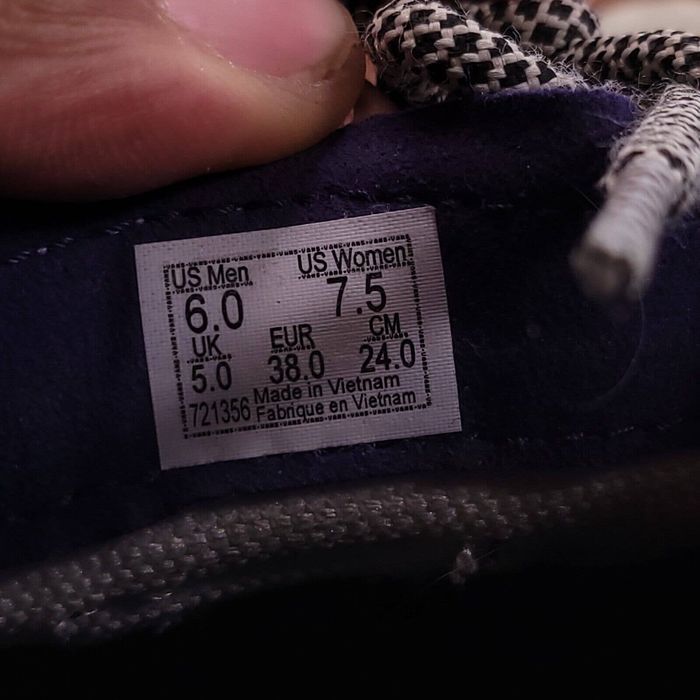 US Men US Women
6.0 7.5
UK EUR CM
5.0 38.0 24.0
Made in Vietnam
721356 Fabrique en Vietnam